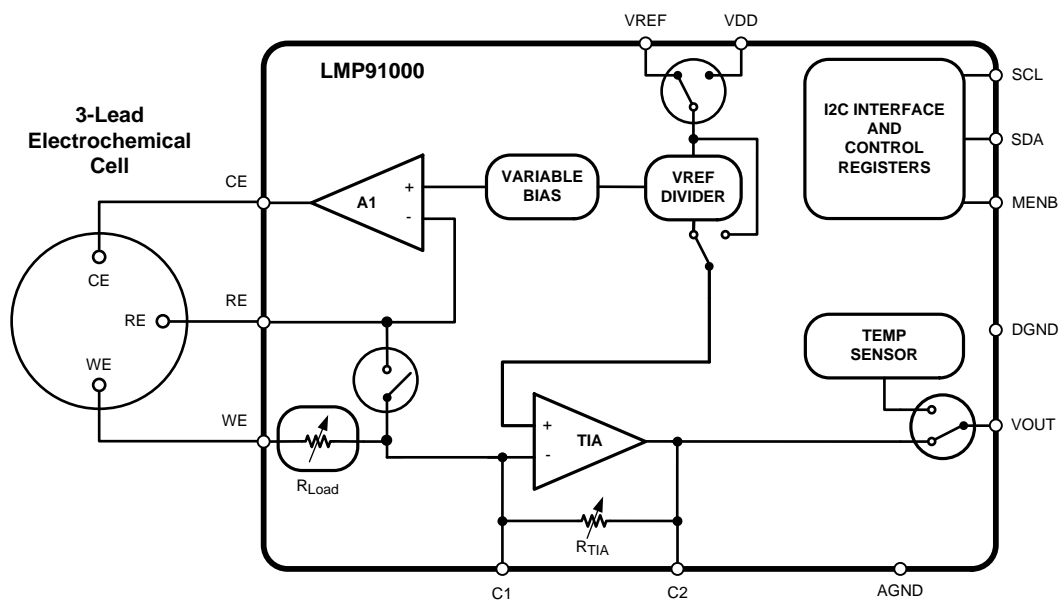 VREF
VDD
LMP91000
SCL
3-Lead
Electrochemical
Cell
I2C INTERFACE
AND
CONTROL
REGISTERS
SDA
CE
A1
+
-
VARIABLE
BIAS
VREF
DIVIDER
MENB
CE
RE
RE
DGND
TEMP
SENSOR
WE
WE
RLoad
+
-
TIA
VOUT
RTIA
C1
C2
AGND